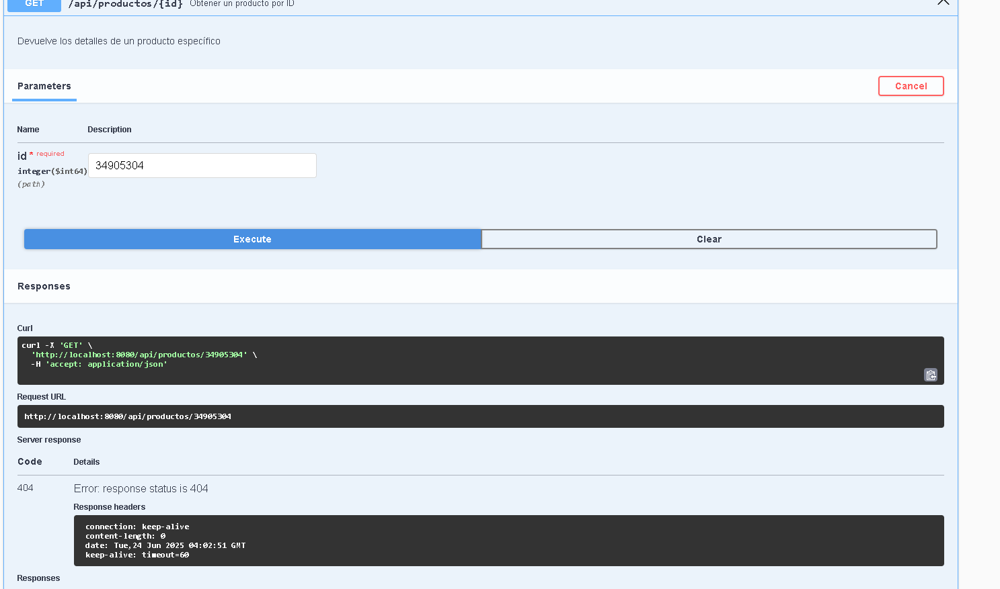 GET /api/productos/{id} Obtener un producto por ID
Devuelve los detalles de un producto específico
Parameters
Cancel
Name Description
id * required
integer($int64)
(path)
34905304
Execute Clear
Responses
Curl
curl -X 'GET' \
'http://localhost:8080/api/productos/34905304' \
-H 'accept: application/json'
Request URL
http://localhost:8080/api/productos/34905304
Server response
Code Details
404 Error: response status is 404
Response headers
connection: keep-alive
content-length: 0
date: Tue,24 Jun 2025 04:02:51 GMT
keep-alive: timeout=60
Responses